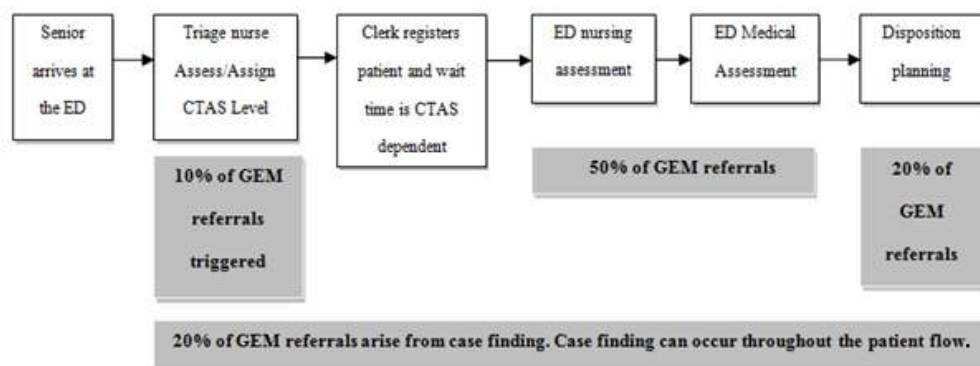 Senior
arrives at
the ED
Triage nurse
Assess/Assign
CTAS Level
Clerk registers
patient and wait
time is CTAS
dependent
ED nursing
assessment
ED Medical
Assessment
Disposition
planning
10% of GEM
referrals
triggered
50% of GEM referrals
20% of
GEM
referrals
20% of GEM referrals arise from case finding. Case finding can occur throughout the patient flow.